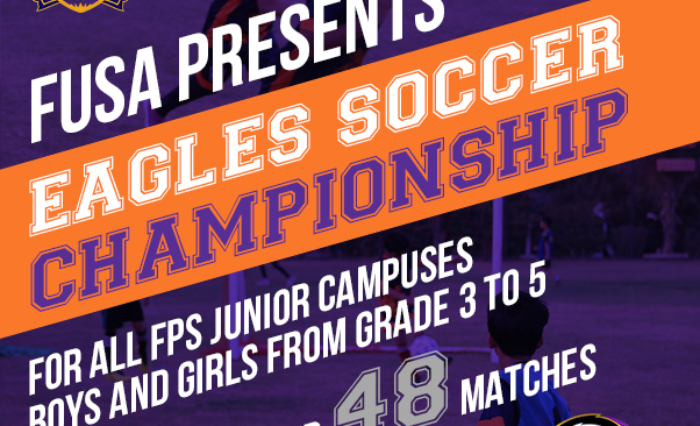 FUSA PRESENTS
EAGLES SOCCER
CHAMPIONSHIP
FOR ALL FPS JUNIOR CAMPUSES
BOYS AND GIRLS FROM GRADE 3 TO 5
48 MATCHES